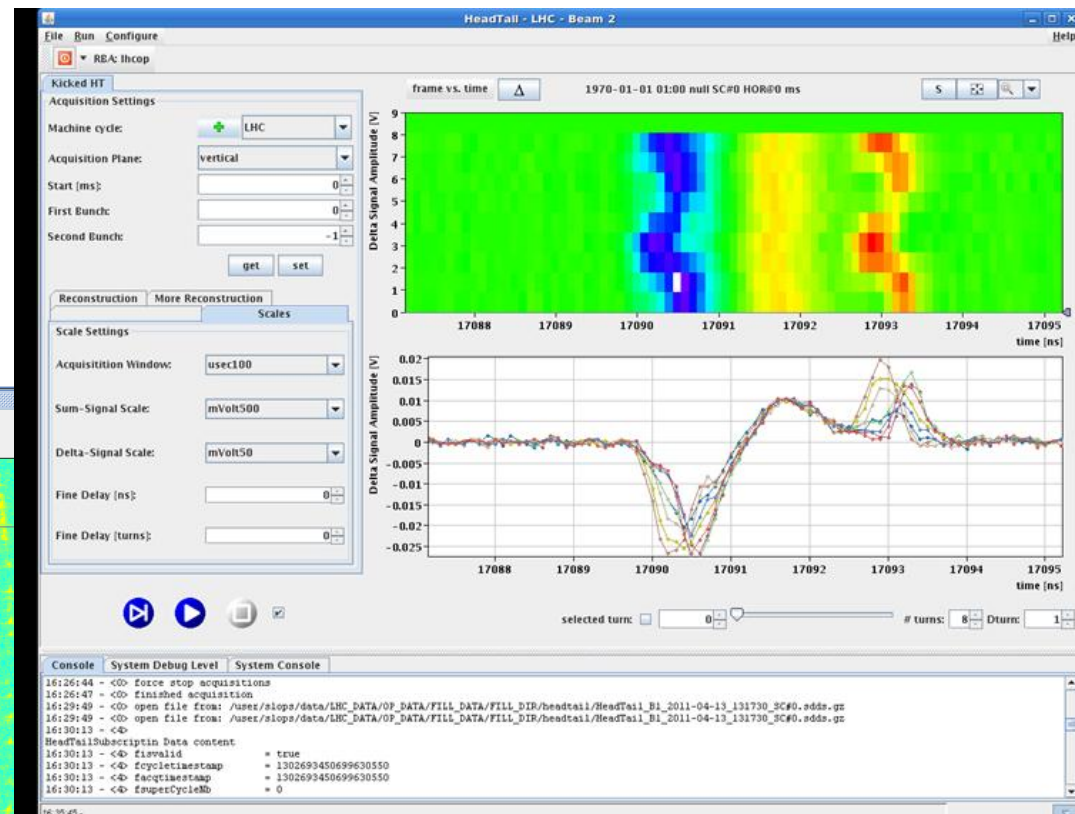 HeadTail - LHC - Beam 2
File Run Configure Help
RBA: lhcop
Kicked HT
Acquisition Settings
Machine cycle: LHC
Acquisition Plane: vertical
Start [ms]: 0
First Bunch: 0
Second Bunch: -1
get set
Reconstruction More Reconstruction
Scales
Scale Settings
Acquisitition Window: usec100
Sum-Signal Scale: mVolt500
Delta-Signal Scale: mVolt50
Fine Delay [ns]: 0
Fine Delay [turns]: 0
frame vs. time Δ 1970-01-01 01:00 null SC#0 HOR@0 ms S
Delta Signal Amplitude [V]
9
8
7
6
5
4
3
2
1
0
17088 17089 17090 17091 17092 17093 17094 17095
time [ns]
Delta Signal Amplitude [V]
0.02
0.015
0.01
0.005
0
-0.005
-0.01
-0.015
-0.02
-0.025
17088 17089 17090 17091 17092 17093 17094 17095
time [ns]
selected turn: 0 # turns: 8 Dturn: 1
Console System Debug Level System Console
16:26:44 - <0> force stop acquisitions
16:26:47 - <0> finished acquisition
16:29:49 - <0> open file from: /user/slops/data/LHC_DATA/OP_DATA/FILL_DATA/FILL_DIR/headtail/HeadTail_B1_2011-04-13_131730_SC#0.sdds.gz
16:29:49 - <0> open file from: /user/slops/data/LHC_DATA/OP_DATA/FILL_DATA/FILL_DIR/headtail/HeadTail_B1_2011-04-13_131730_SC#0.sdds.gz
16:30:13 - <4>
HeadTailSubscriptin Data content
16:30:13 - <4> fisvalid = true
16:30:13 - <4> fcycletimestamp = 1302693450699630550
16:30:13 - <4> facqtimestamp = 1302693450699630550
16:30:13 - <4> fsuperCycleNb = 0